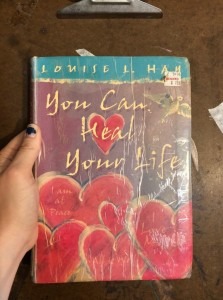 LOUISE L. HAY
You Can
Heal
Your Life
I am
at
Peace